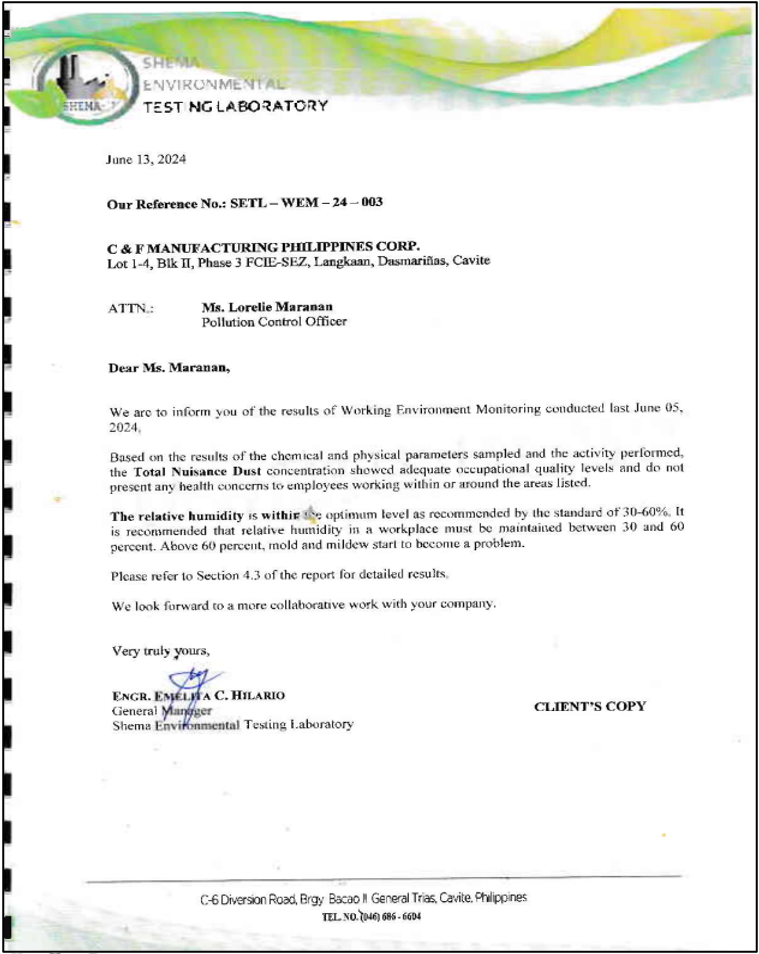 SHEMA
ENVIRONMENTAL
TESTING LABORATORY
SHEMA
June 13, 2024
Our Reference No.: SETL – WEM – 24 – 003
C & F MANUFACTURING PHILIPPINES CORP.
Lot 1-4, Blk II, Phase 3 FCIE-SEZ, Langkaan, Dasmariñas, Cavite
ATTN.: Ms. Lorelie Maranan
Pollution Control Officer
Dear Ms. Maranan,
We are to inform you of the results of Working Environment Monitoring conducted last June 05,
2024.
Based on the results of the chemical and physical parameters sampled and the activity performed,
the Total Nuisance Dust concentration showed adequate occupational quality levels and do not
present any health concerns to employees working within or around the areas listed.
The relative humidity is within the optimum level as recommended by the standard of 30-60%. It
is recommended that relative humidity in a workplace must be maintained between 30 and 60
percent. Above 60 percent, mold and mildew start to become a problem.
Please refer to Section 4.3 of the report for detailed results.
We look forward to a more collaborative work with your company.
Very truly yours,
ENGR. EMELITA C. HILARIO
General Manager
Shema Environmental Testing Laboratory
CLIENT'S COPY
C-6 Diversion Road, Brgy Bacao II General Trias, Cavite, Philippines
TEL. NO. (046) 686 - 6604